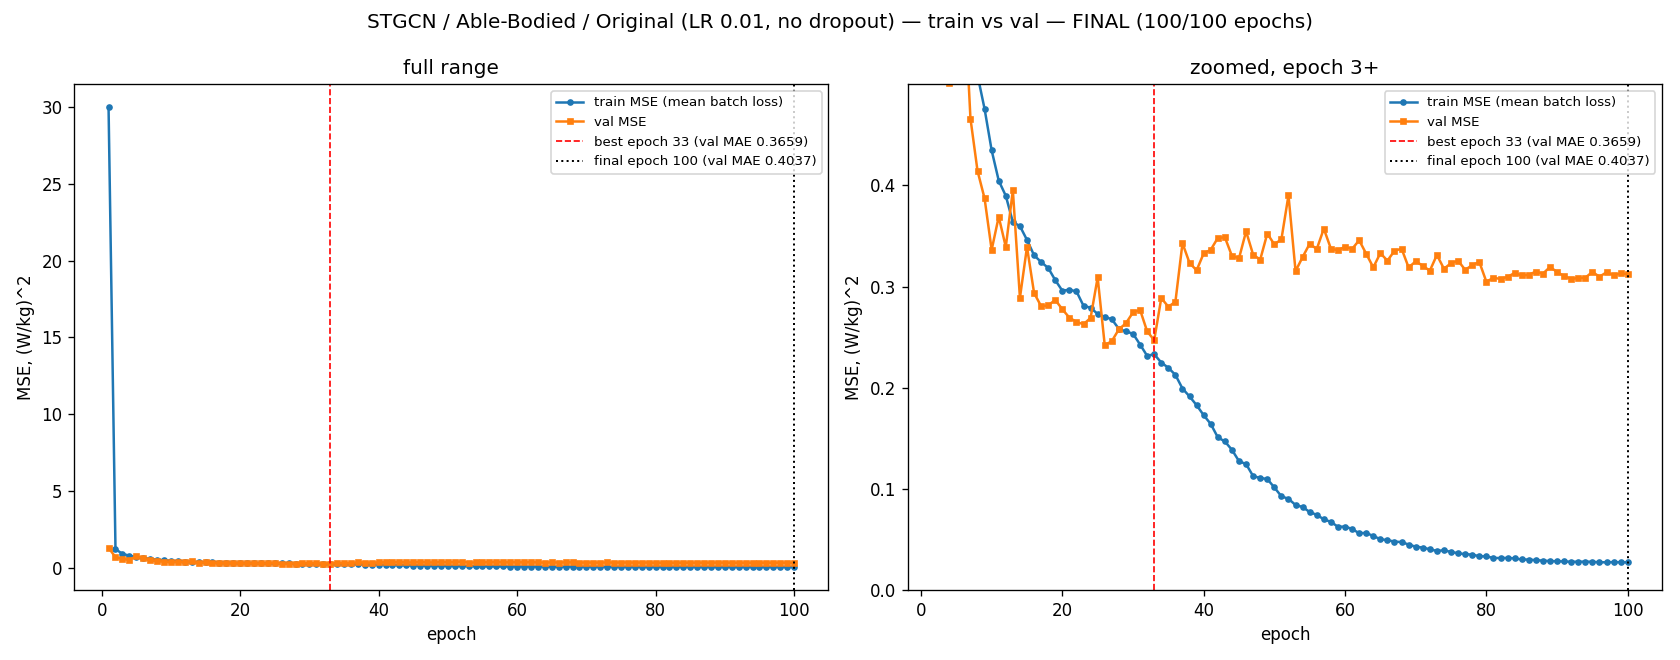 STGCN / Able-Bodied / Original (LR 0.01, no dropout) — train vs val — FINAL (100/100 epochs)
full range
30
25
20
15
10
5
0
MSE, (W/kg)^2
0 20 40 60 80 100
epoch
train MSE (mean batch loss)
val MSE
best epoch 33 (val MAE 0.3659)
final epoch 100 (val MAE 0.4037)
zoomed, epoch 3+
0.4
0.3
0.2
0.1
0.0
MSE, (W/kg)^2
0 20 40 60 80 100
epoch
train MSE (mean batch loss)
val MSE
best epoch 33 (val MAE 0.3659)
final epoch 100 (val MAE 0.4037)